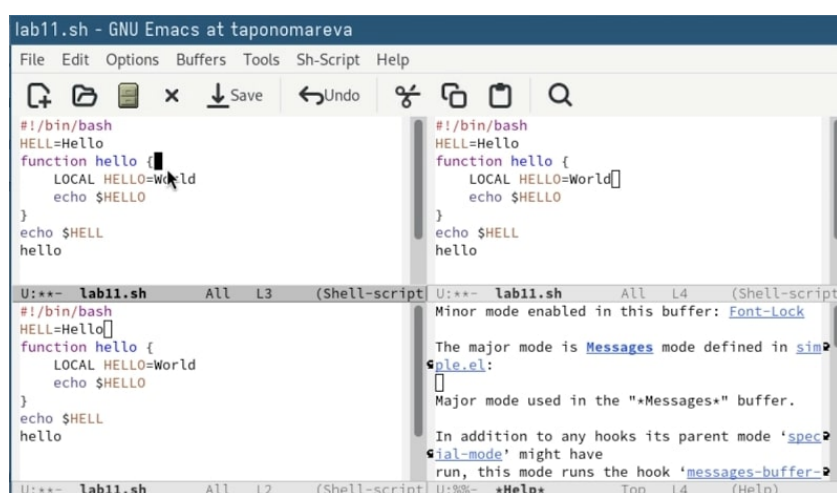 lab11.sh - GNU Emacs at taponomareva
File Edit Options Buffers Tools Sh-Script Help
Save Undo
#!/bin/bash
HELL=Hello
function hello {
    LOCAL HELLO=World
    echo $HELLO
}
echo $HELL
hello
U:**- lab11.sh All L3 (Shell-script
#!/bin/bash
HELL=Hello
function hello {
    LOCAL HELLO=World
    echo $HELLO
}
echo $HELL
hello
U:**- lab11.sh All L4 (Shell-script
#!/bin/bash
HELL=Hello
function hello {
    LOCAL HELLO=World
    echo $HELLO
}
echo $HELL
hello
U:**- lab11.sh All L2 (Shell-script
Minor mode enabled in this buffer: Font-Lock
The major mode is Messages mode defined in sim
ple.el:
Major mode used in the "*Messages*" buffer.
In addition to any hooks its parent mode ‘spec
ial-mode’ might have
run, this mode runs the hook ‘messages-buffer-
U:%%- *Help* Top L4 (Help)